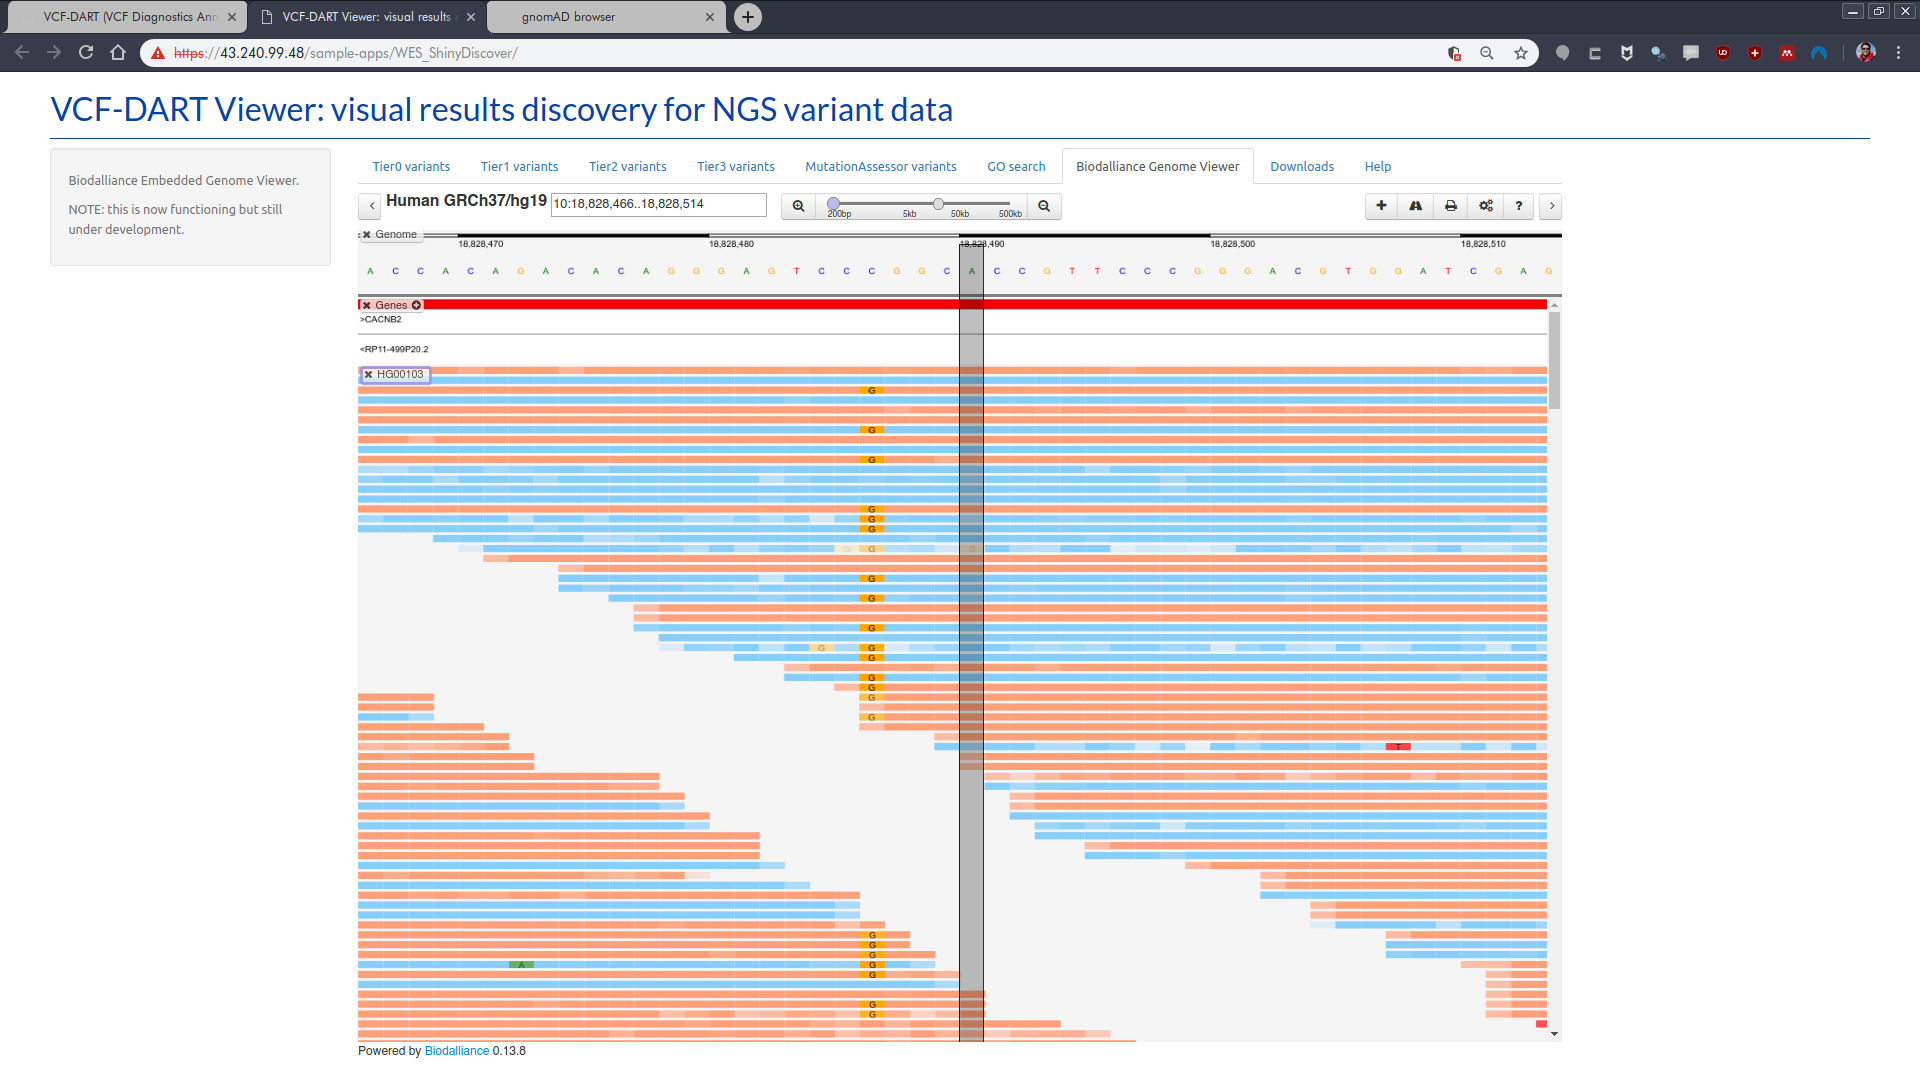 VCF-DART (VCF Diagnostics Ann
VCF-DART Viewer: visual results
gnomAD browser
https://43.240.99.48/sample-apps/WES_ShinyDiscover/
VCF-DART Viewer: visual results discovery for NGS variant data
Biodalliance Embedded Genome Viewer.
NOTE: this is now functioning but still
under development.
Tier0 variants
Tier1 variants
Tier2 variants
Tier3 variants
MutationAssessor variants
GO search
Biodalliance Genome Viewer
Downloads
Help
Human GRCh37/hg19
10:18,828,466..18,828,514
200bp 5kb 50kb 500kb
Genome
18,828,470 18,828,480 18,828,490 18,828,500 18,828,510
A C C A C A G A C A C A G G G A G T C C C G G C A C C G T T C C C G G G A C G T G G A T C G A G
Genes
>CACNB2
<RP11-499P20.2
HG00103
G
G
G
G
G
G
G G
G
G
G
G G
G
G
G
G
G
T
G
G
G
A G
G
G
G
Powered by Biodalliance 0.13.8